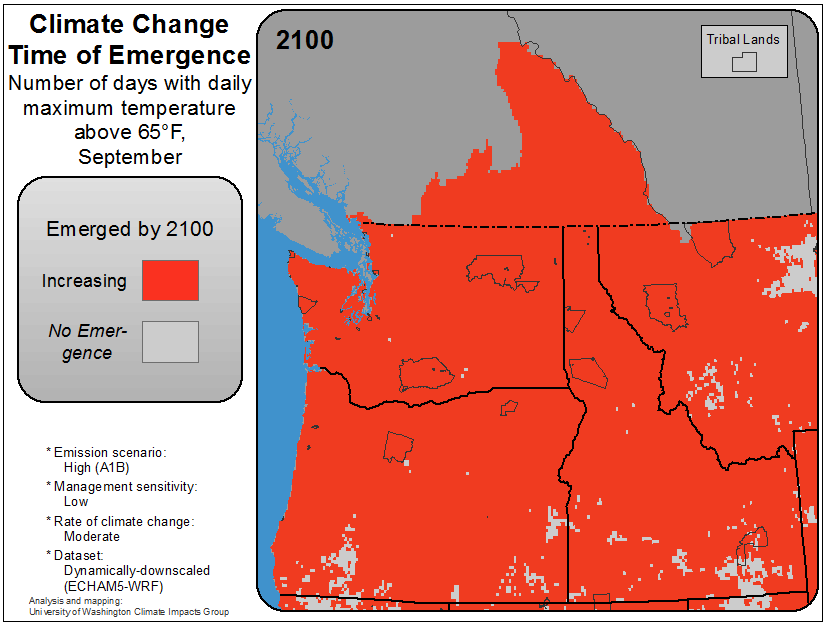 Climate Change
Time of Emergence
Number of days with daily
maximum temperature
above 65°F,
September
2100
Tribal Lands
Emerged by 2100
Increasing
No Emer-
gence
* Emission scenario:
High (A1B)
* Management sensitivity:
Low
* Rate of climate change:
Moderate
* Dataset:
Dynamically-downscaled
(ECHAM5-WRF)
Analysis and mapping:
University of Washington Climate Impacts Group